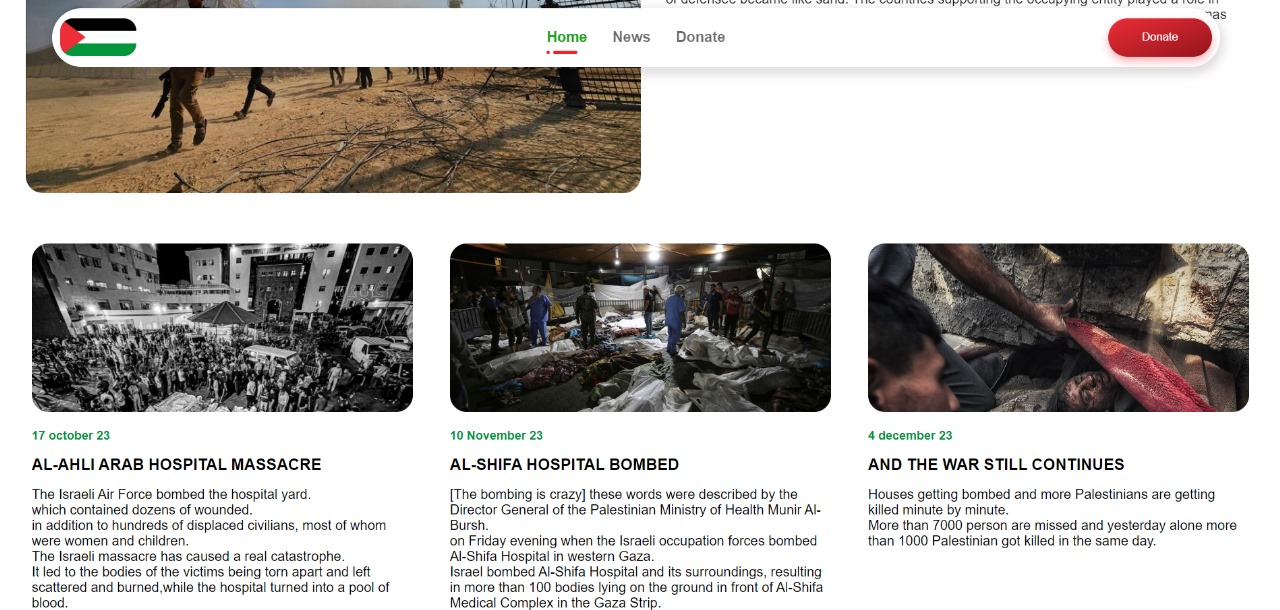 of defensee became like sand. The countries supporting the occupying entity played a role in
Home
News
Donate
Donate
17 october 23
AL-AHLI ARAB HOSPITAL MASSACRE
The Israeli Air Force bombed the hospital yard.
which contained dozens of wounded.
in addition to hundreds of displaced civilians, most of whom
were women and children.
The Israeli massacre has caused a real catastrophe.
It led to the bodies of the victims being torn apart and left
scattered and burned,while the hospital turned into a pool of
blood.
10 November 23
AL-SHIFA HOSPITAL BOMBED
[The bombing is crazy] these words were described by the
Director General of the Palestinian Ministry of Health Munir Al-
Bursh.
on Friday evening when the Israeli occupation forces bombed
Al-Shifa Hospital in western Gaza.
Israel bombed Al-Shifa Hospital and its surroundings, resulting
in more than 100 bodies lying on the ground in front of Al-Shifa
Medical Complex in the Gaza Strip.
4 december 23
AND THE WAR STILL CONTINUES
Houses getting bombed and more Palestinians are getting
killed minute by minute.
More than 7000 person are missed and yesterday alone more
than 1000 Palestinian got killed in the same day.